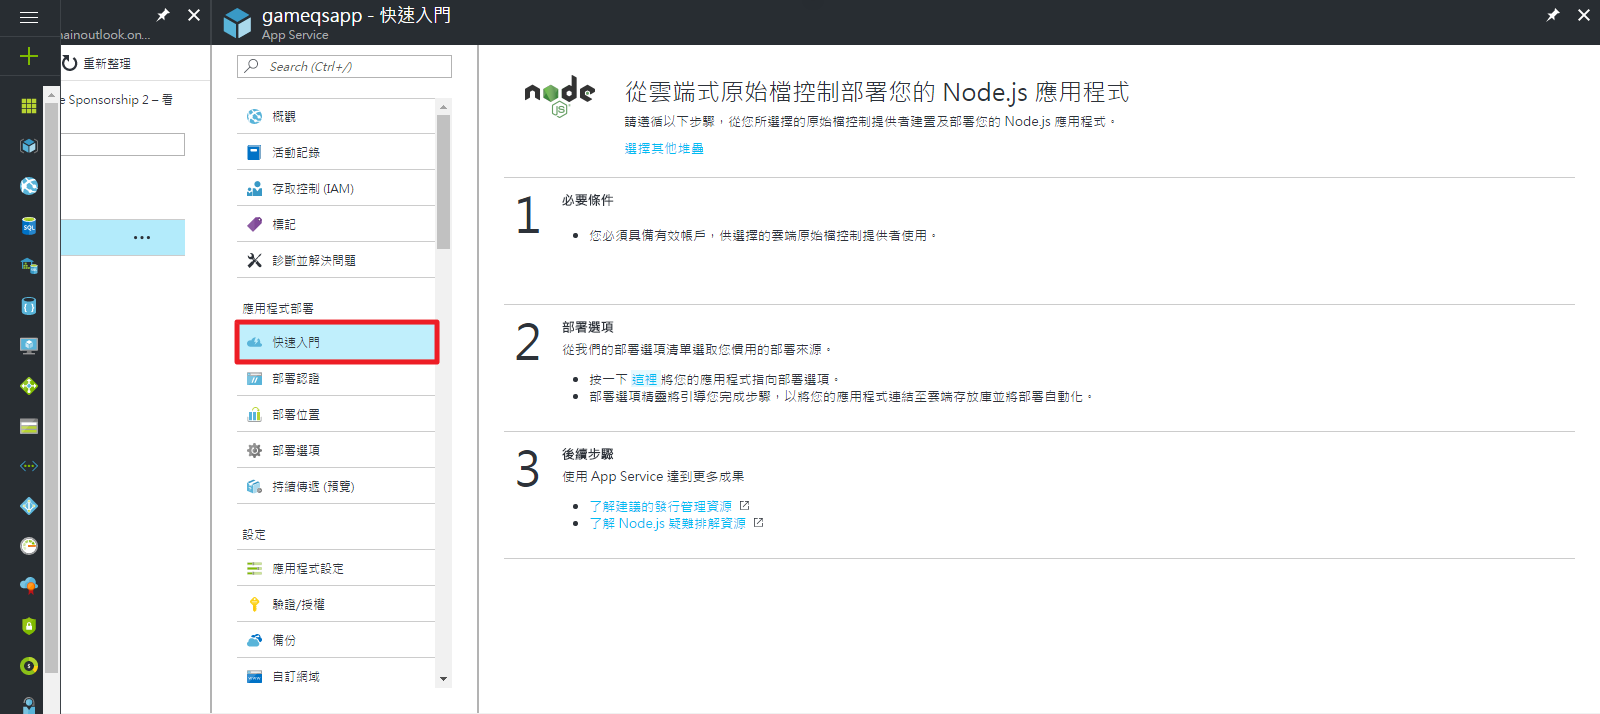 gameqsapp - 快速入門
App Service
ainoutlook.on...
重新整理
e Sponsorship 2 – 看
...
Search (Ctrl+/)
概觀
活動記錄
存取控制 (IAM)
標記
診斷並解決問題
應用程式部署
快速入門
部署認證
部署位置
部署選項
持續傳遞 (預覽)
設定
應用程式設定
驗證/授權
備份
自訂網域
SQL
www
node
JS
從雲端式原始檔控制部署您的 Node.js 應用程式
請遵循以下步驟，從您所選擇的原始檔控制提供者建置及部署您的 Node.js 應用程式。
選擇其他堆疊
1
必要條件
• 您必須具備有效帳戶，供選擇的雲端原始檔控制提供者使用。
2
部署選項
從我們的部署選項清單選取您慣用的部署來源。
• 按一下 這裡 將您的應用程式指向部署選項。
• 部署選項精靈將引導您完成步驟，以將您的應用程式連結至雲端存放庫並將部署自動化。
3
後續步驟
使用 App Service 達到更多成果
• 了解建議的發行管理資源
• 了解 Node.js 疑難排解資源